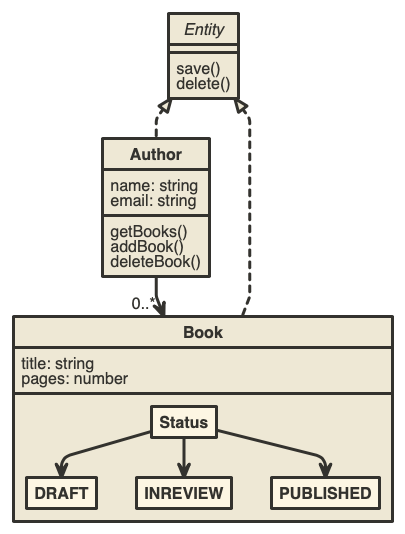 Entity
save()
delete()
Author
name: string
email: string
getBooks()
addBook()
deleteBook()
0..*
Book
title: string
pages: number
Status
DRAFT
INREVIEW
PUBLISHED